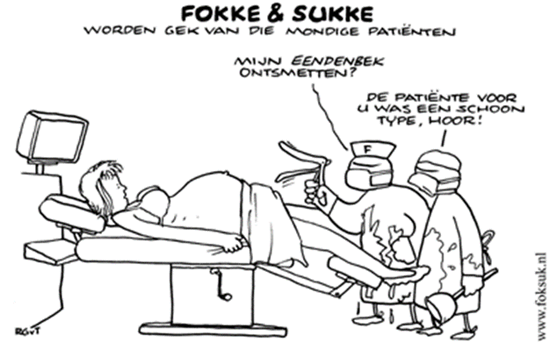 FOKKE & SUKKE
WORDEN GEK VAN DIE MONDIGE PATIËNTEN
MIJN EENDENBEK
ONTSMETTEN?
DE PATIËNTE VOOR
U WAS EEN SCHOON
TYPE, HOOR!
F
RGvT
www.foksuk.nl